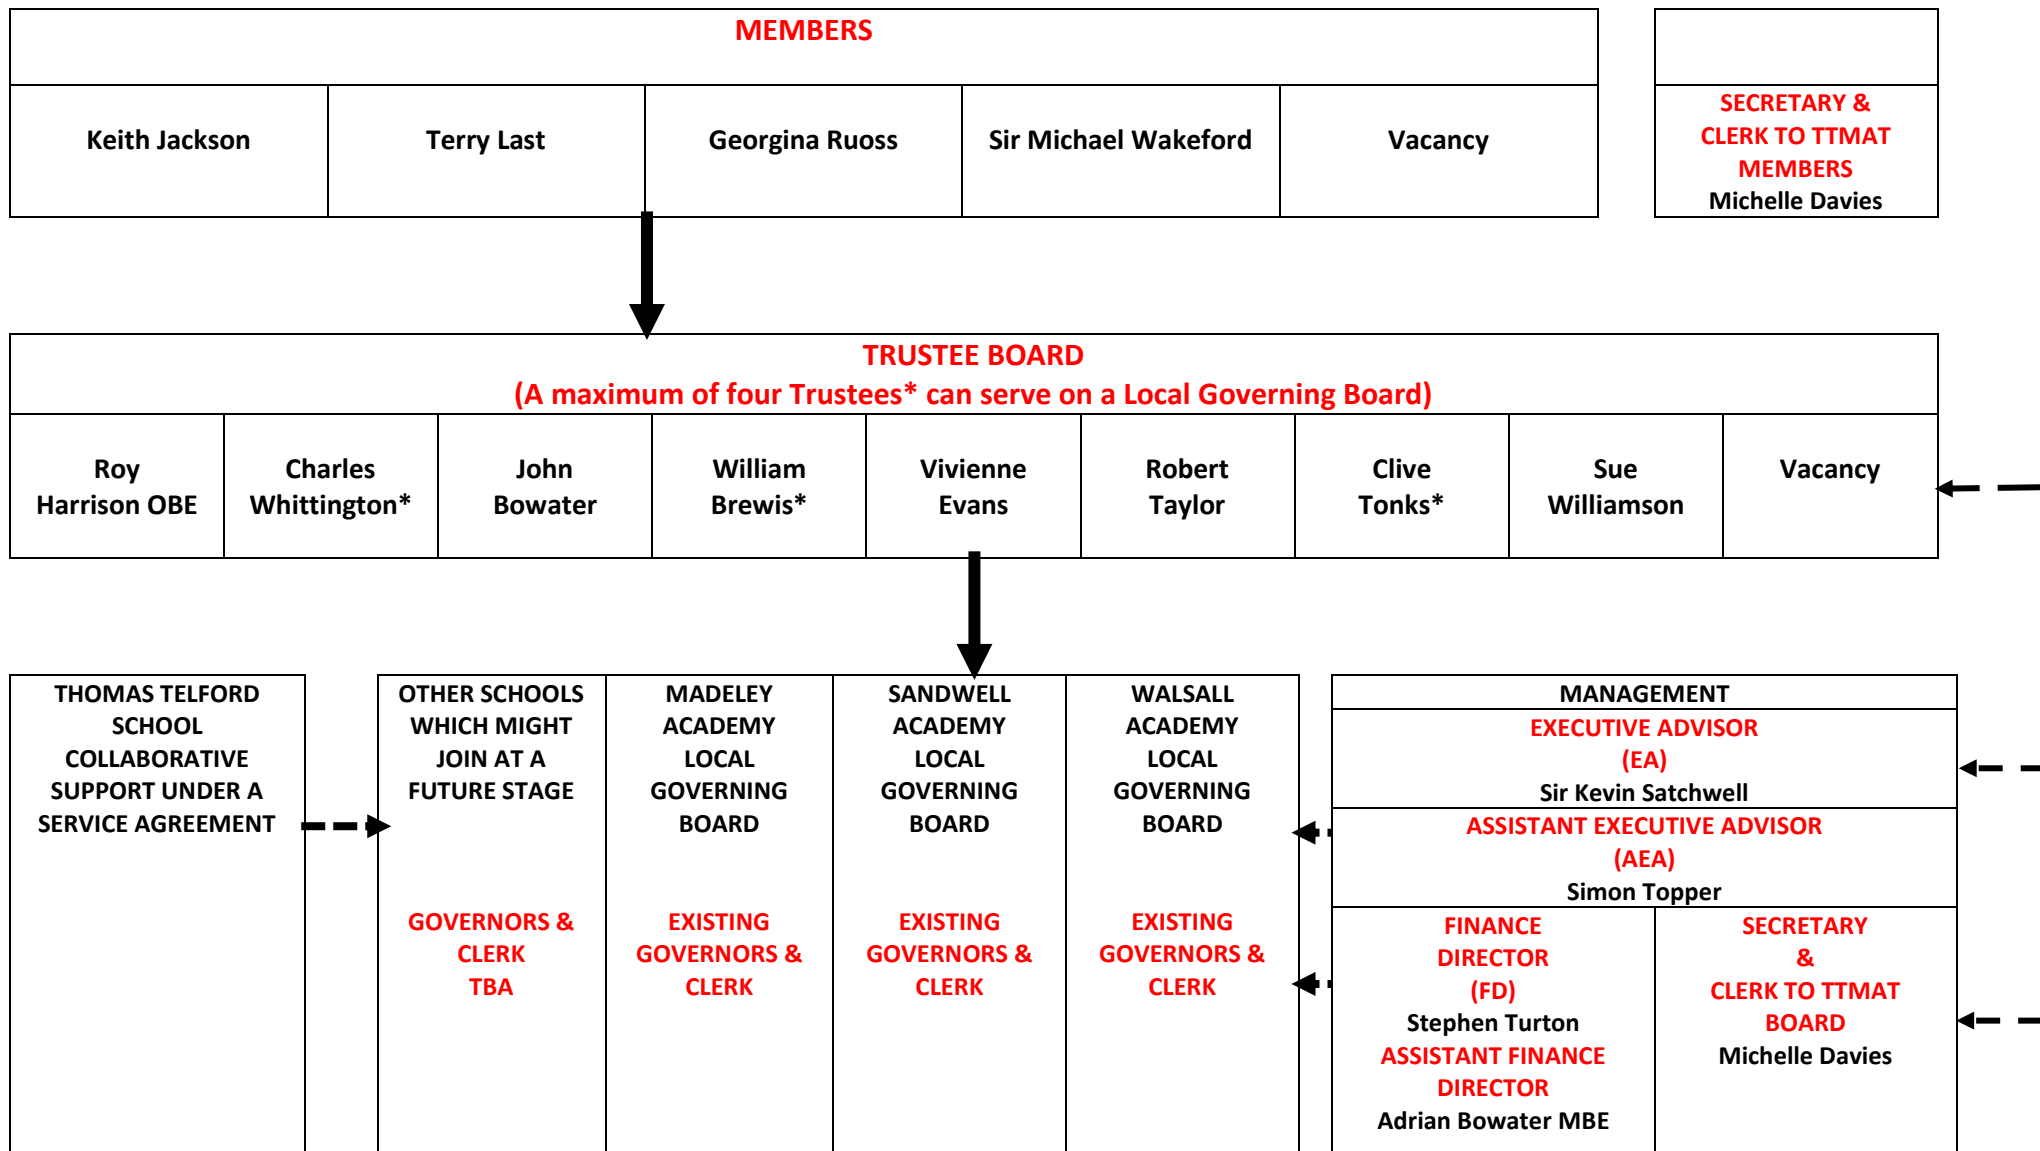 MEMBERS
Keith Jackson
Terry Last
Georgina Ruoss
Sir Michael Wakeford
Vacancy
SECRETARY &
CLERK TO TTMAT
MEMBERS
Michelle Davies
TRUSTEE BOARD
(A maximum of four Trustees* can serve on a Local Governing Board)
Roy
Harrison OBE
Charles
Whittington*
John
Bowater
William
Brewis*
Vivienne
Evans
Robert
Taylor
Clive
Tonks*
Sue
Williamson
Vacancy
THOMAS TELFORD
SCHOOL
COLLABORATIVE
SUPPORT UNDER A
SERVICE AGREEMENT
OTHER SCHOOLS
WHICH MIGHT
JOIN AT A
FUTURE STAGE
GOVERNORS &
CLERK
TBA
MADELEY
ACADEMY
LOCAL
GOVERNING
BOARD
EXISTING
GOVERNORS &
CLERK
SANDWELL
ACADEMY
LOCAL
GOVERNING
BOARD
EXISTING
GOVERNORS &
CLERK
WALSALL
ACADEMY
LOCAL
GOVERNING
BOARD
EXISTING
GOVERNORS &
CLERK
MANAGEMENT
EXECUTIVE ADVISOR
(EA)
Sir Kevin Satchwell
ASSISTANT EXECUTIVE ADVISOR
(AEA)
Simon Topper
FINANCE
DIRECTOR
(FD)
Stephen Turton
ASSISTANT FINANCE
DIRECTOR
Adrian Bowater MBE
SECRETARY
&
CLERK TO TTMAT
BOARD
Michelle Davies